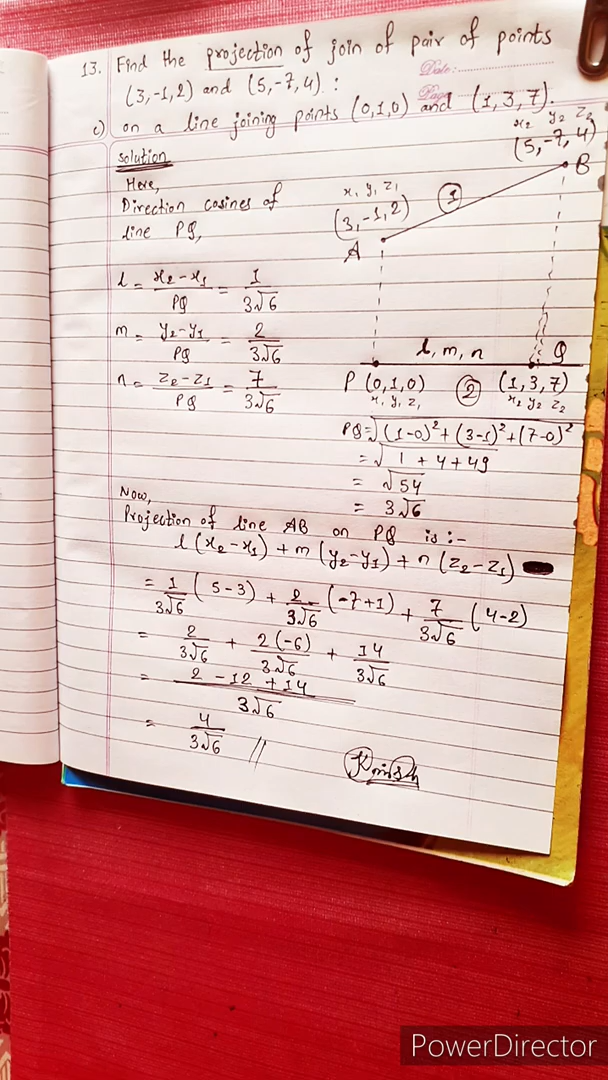 13. Find the projection of join of pair of points
Date:
(3,-1,2) and (5,-7,4) :
Page
c) on a line joining points (0,1,0) and (1,3,7).
solution
Here,
Direction cosines of
line PQ,
l = x₂-x₁/PQ = 1/3√6
m = y₂-y₁/PQ = 2/3√6
n = z₂-z₁/PQ = 7/3√6
x₂ y₂ z₂
(5,-7,4)
B
1
x, y, z₁
(3,-1,2)
A
l, m, n
Q
P (0,1,0) 2 (1,3,7)
x, y, z, x₂ y₂ z₂
PQ = √(1-0)² + (3-1)² + (7-0)²
= √1 + 4 + 49
= √54
= 3√6
Now,
Projection of line AB on PQ is :-
l (x₂-x₁) + m (y₂-y₁) + n (z₂-z₁)
= 1/3√6 (5-3) + 2/3√6 (-7+1) + 7/3√6 (4-2)
= 2/3√6 + 2(-6)/3√6 + 14/3√6
= 2 -12 +14/3√6
= 4/3√6 //
PowerDirector